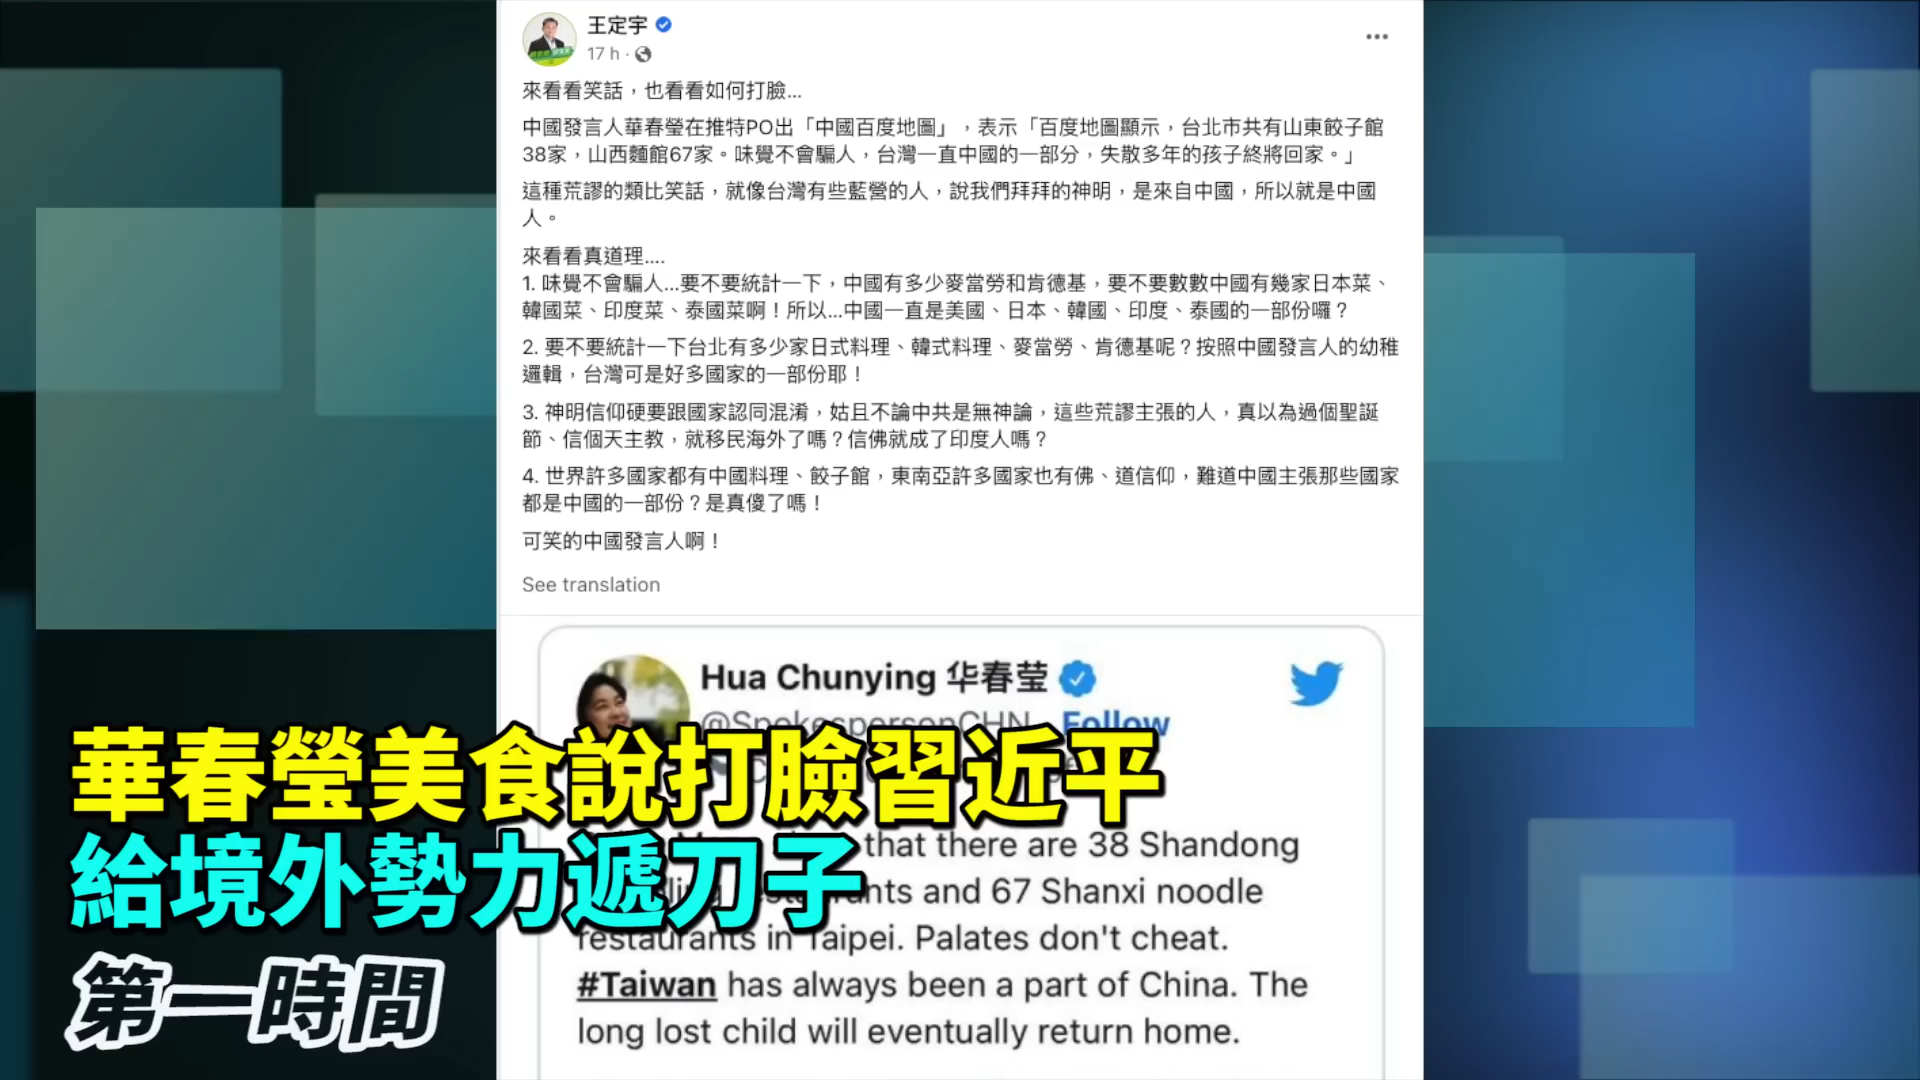 王定宇
17 h ·
來看看笑話，也看看如何打臉...
中國發言人華春瑩在推特PO出「中國百度地圖」，表示「百度地圖顯示，台北市共有山東餃子館
38家，山西麵館67家。味覺不會騙人，台灣一直中國的一部分，失散多年的孩子終將回家。」
這種荒謬的類比笑話，就像台灣有些藍營的人，說我們拜拜的神明，是來自中國，所以就是中國
人。
來看看真道理....
1. 味覺不會騙人...要不要統計一下，中國有多少麥當勞和肯德基，要不要數數中國有幾家日本菜、
韓國菜、印度菜、泰國菜啊！所以...中國一直是美國、日本、韓國、印度、泰國的一部份囉？
2. 要不要統計一下台北有多少家日式料理、韓式料理、麥當勞、肯德基呢？按照中國發言人的幼稚
邏輯，台灣可是好多國家的一部份耶！
3. 神明信仰硬要跟國家認同混淆，姑且不論中共是無神論，這些荒謬主張的人，真以為過個聖誕
節、信個天主教，就移民海外了嗎？信佛就成了印度人嗎？
4. 世界許多國家都有中國料理、餃子館，東南亞許多國家也有佛、道信仰，難道中國主張那些國家
都是中國的一部份？是真傻了嗎！
可笑的中國發言人啊！
See translation
Hua Chunying 华春莹
@SpokespersonCHN Follow
華春瑩美食說打臉習近平
that there are 38 Shandong
給境外勢力遞刀子
and 67 Shanxi noodle
restaurants in Taipei. Palates don't cheat.
#Taiwan has always been a part of China. The
long lost child will eventually return home.
第一時間